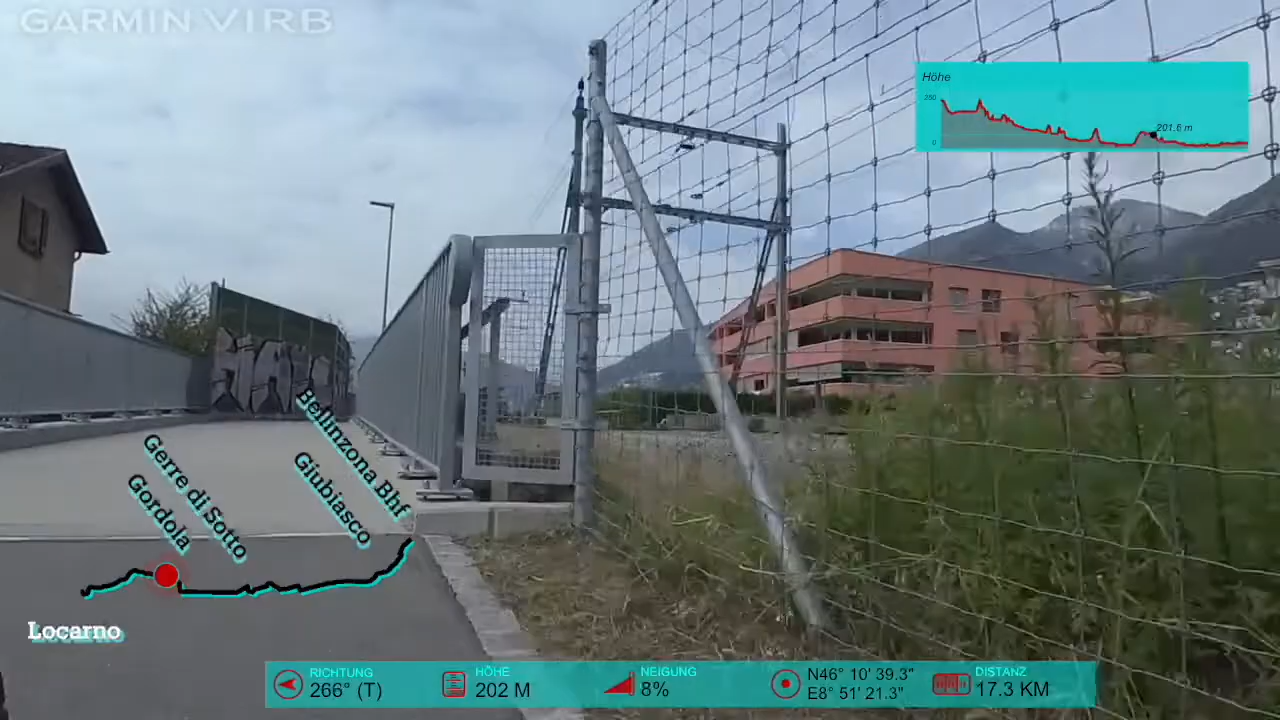 GARMIN VIRB
Höhe
250
201.6 m
0
Bellinzona Bhf
Giubiasco
Gerre di Sotto
Gordola
Locarno
RICHTUNG
266° (T)
HÖHE
202 M
NEIGUNG
8%
N46° 10' 39.3"
E8° 51' 21.3"
DISTANZ
17.3 KM